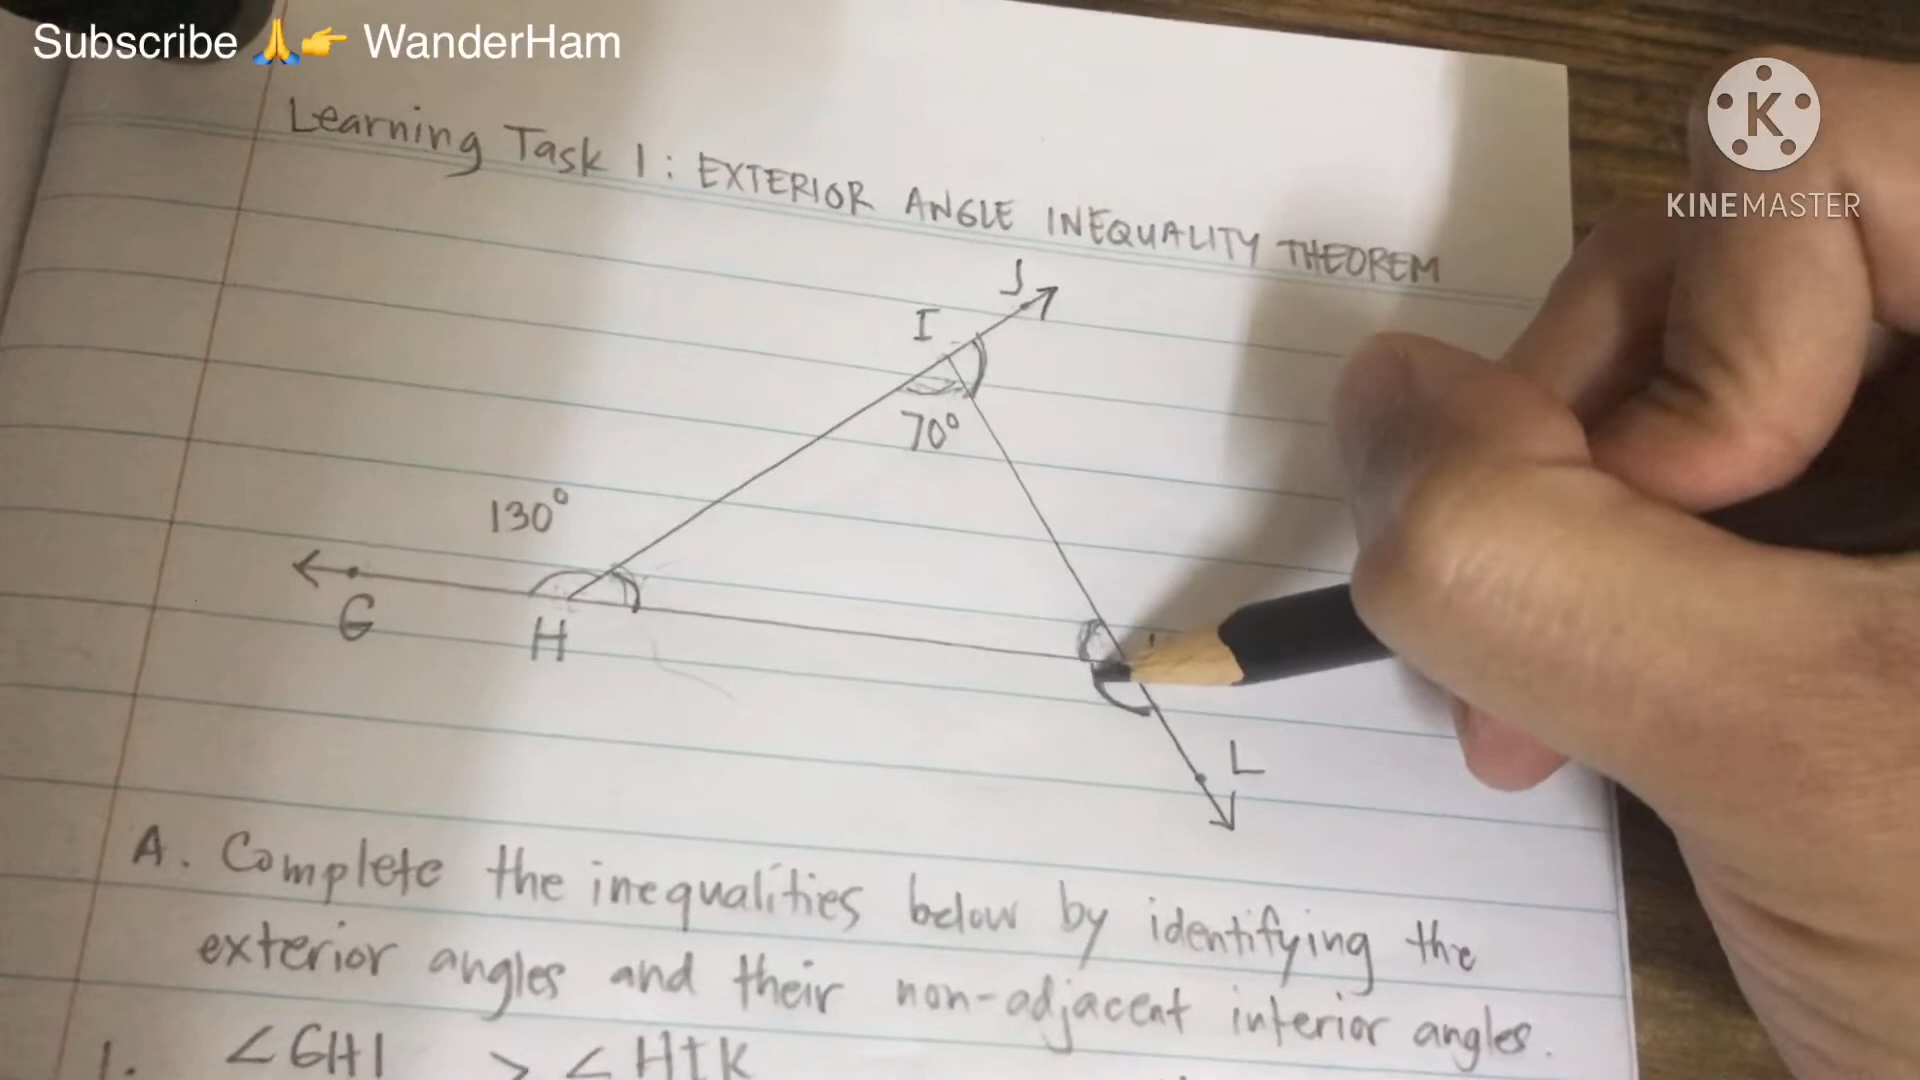 Subscribe 🙏👉 WanderHam
K
KINEMASTER
Learning Task 1: EXTERIOR ANGLE INEQUALITY THEOREM
J
I
70°
130°
G
H
L
A. Complete the inequalities below by identifying the
exterior angles and their non-adjacent interior angles.
1. ∠GHI > ∠HIK